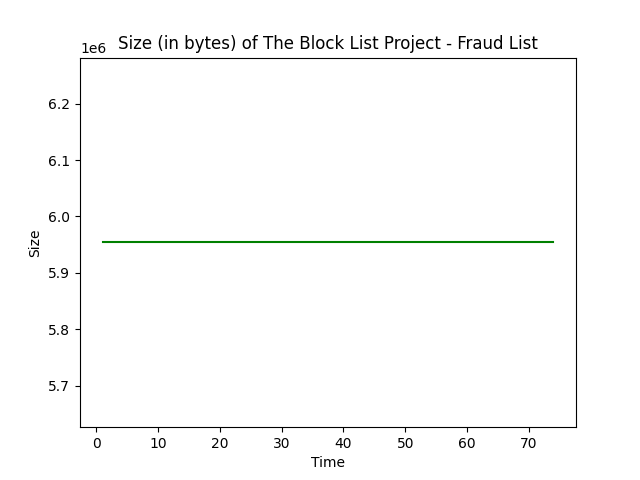 Size (in bytes) of The Block List Project - Fraud List
1e6
6.2
6.1
6.0
5.9
5.8
5.7
Size
0 10 20 30 40 50 60 70
Time